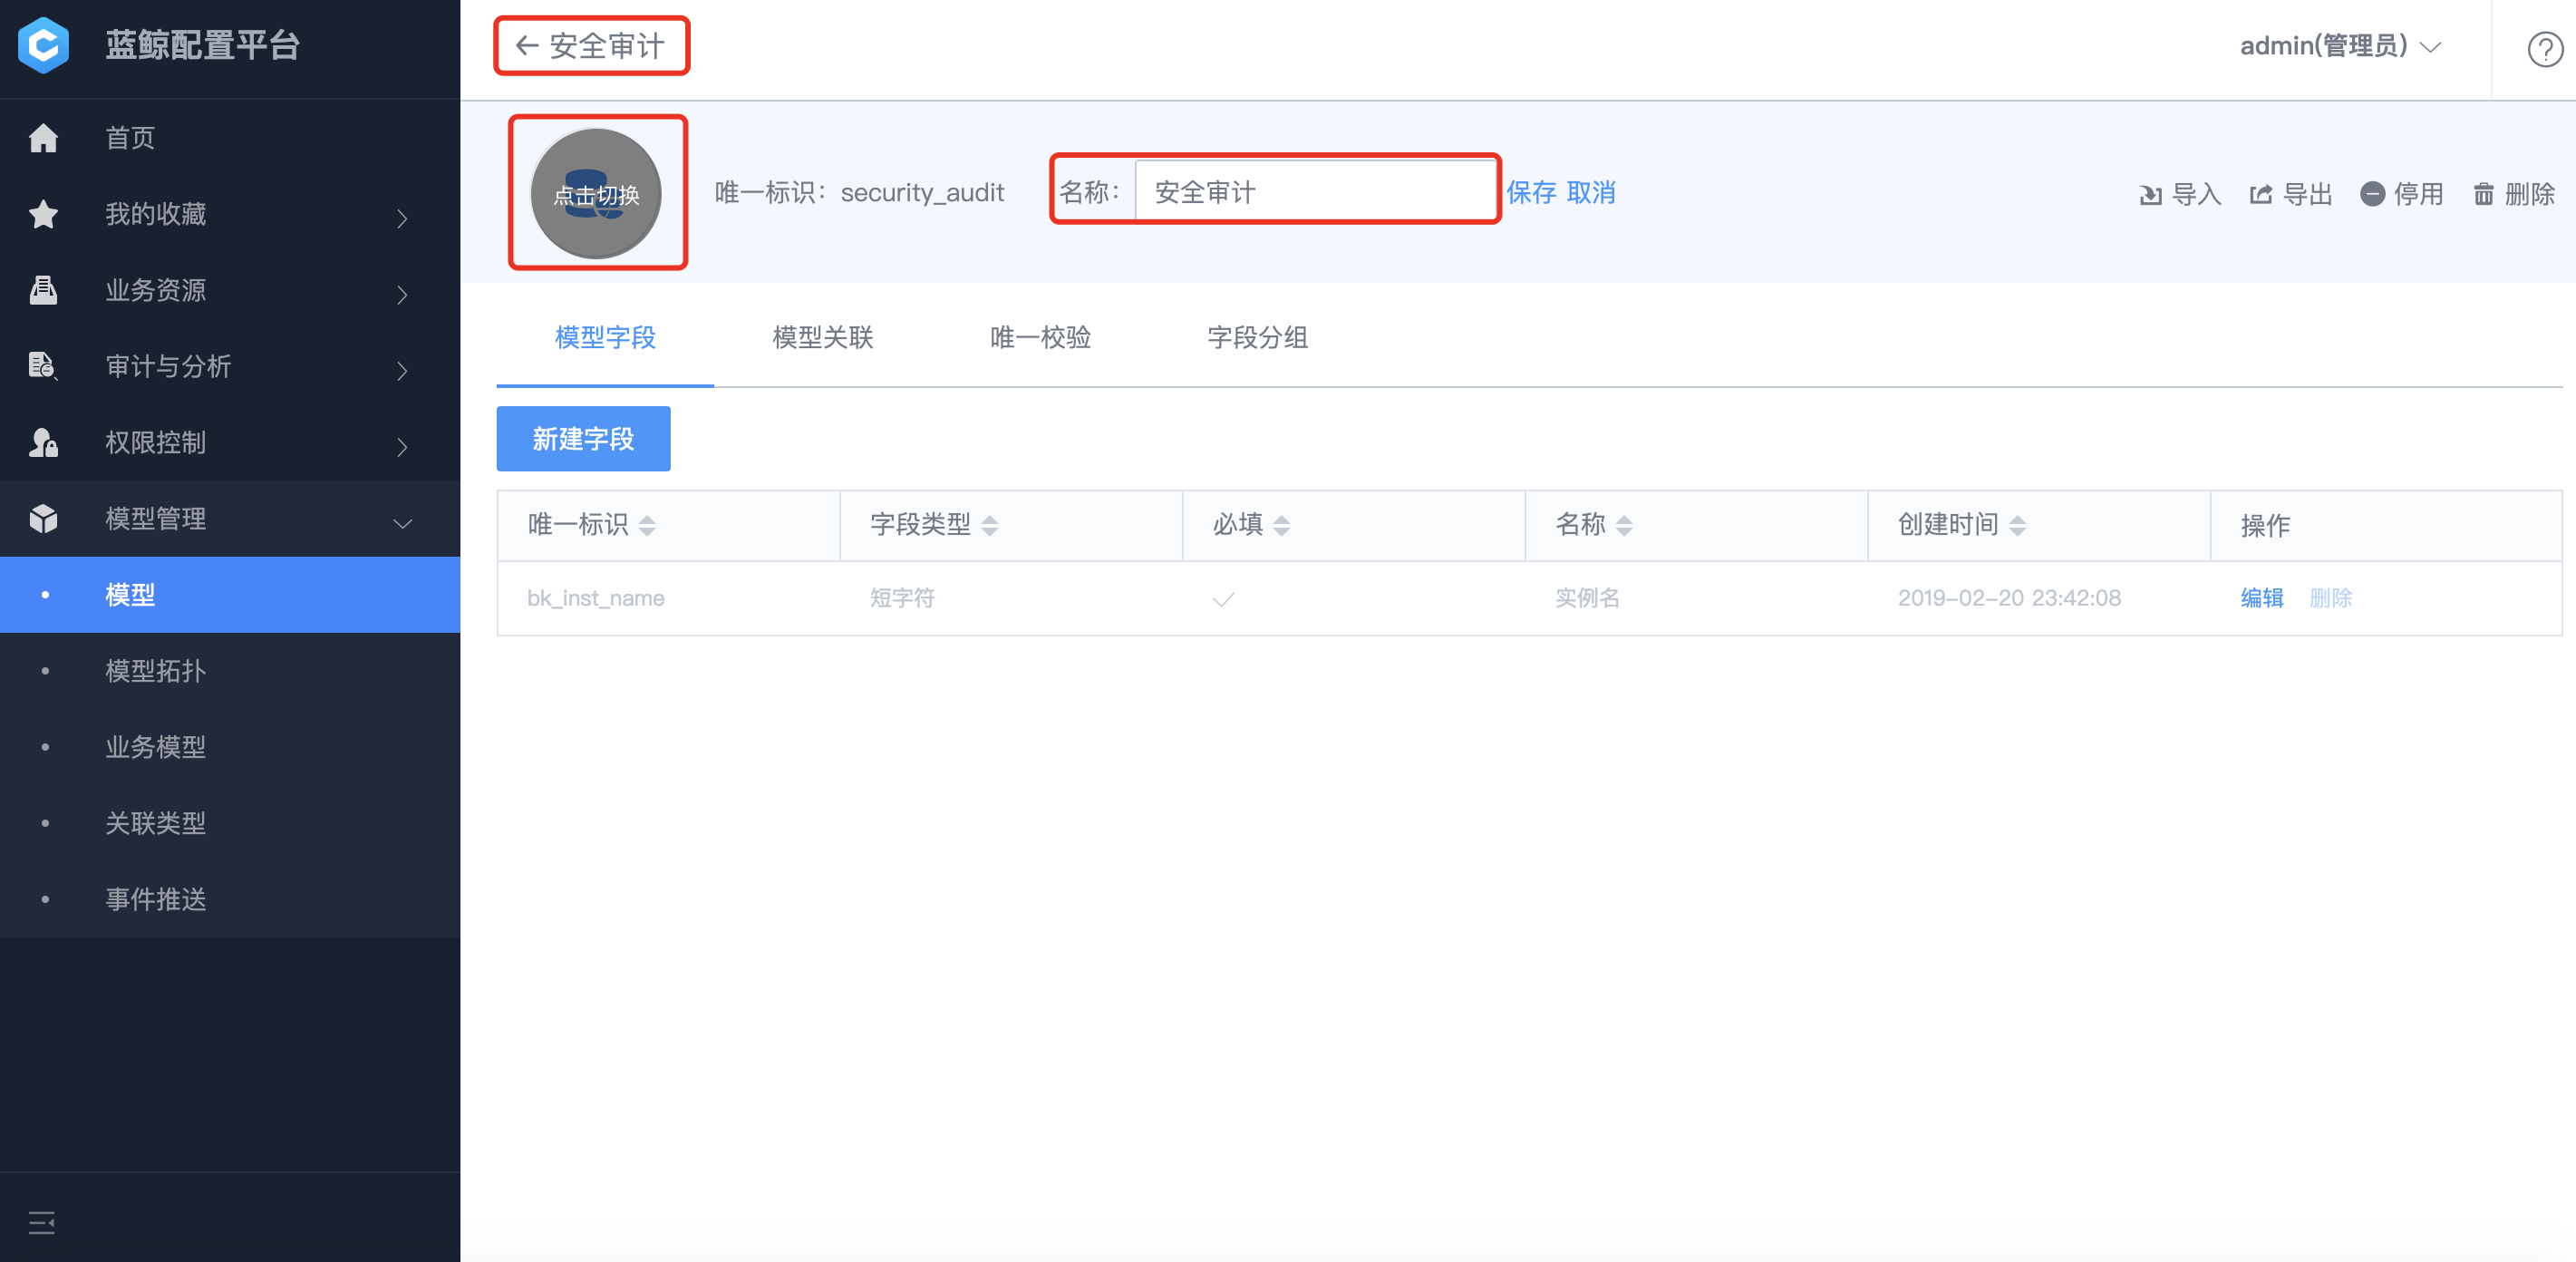 蓝鲸配置平台
首页
我的收藏
业务资源
审计与分析
权限控制
模型管理
模型
模型拓扑
业务模型
关联类型
事件推送
← 安全审计
admin(管理员)
点击切换
唯一标识： security_audit
名称： 安全审计 保存 取消
导入 导出 停用 删除
模型字段 模型关联 唯一校验 字段分组
新建字段
唯一标识 字段类型 必填 名称 创建时间 操作
bk_inst_name 短字符 实例名 2019-02-20 23:42:08 编辑 删除